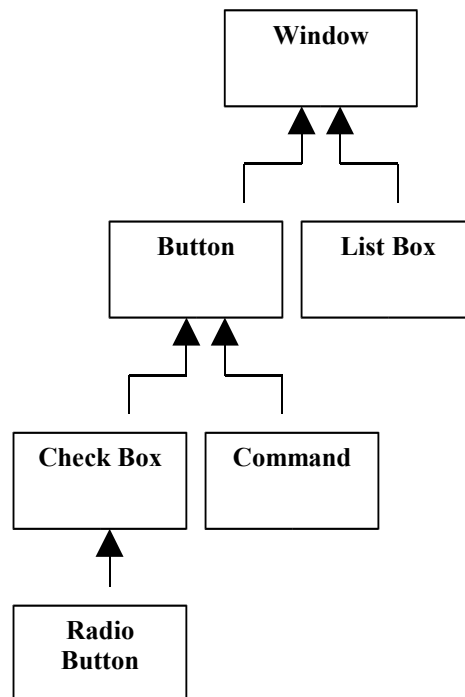 Window
Button
List Box
Check Box
Command
Radio
Button